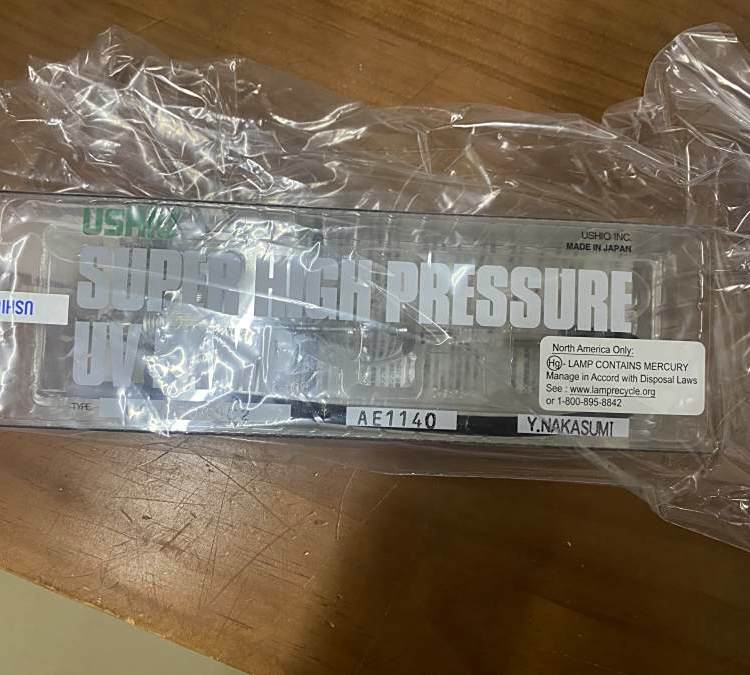 USHIO
USHIO INC.
MADE IN JAPAN
SUPER HIGH PRESSURE
UV
USHIO
North America Only:
Hg - LAMP CONTAINS MERCURY
Manage in Accord with Disposal Laws
See : www.lamprecycle.org
or 1-800-895-8842
TYPE
AE1140
Y.NAKASUMI